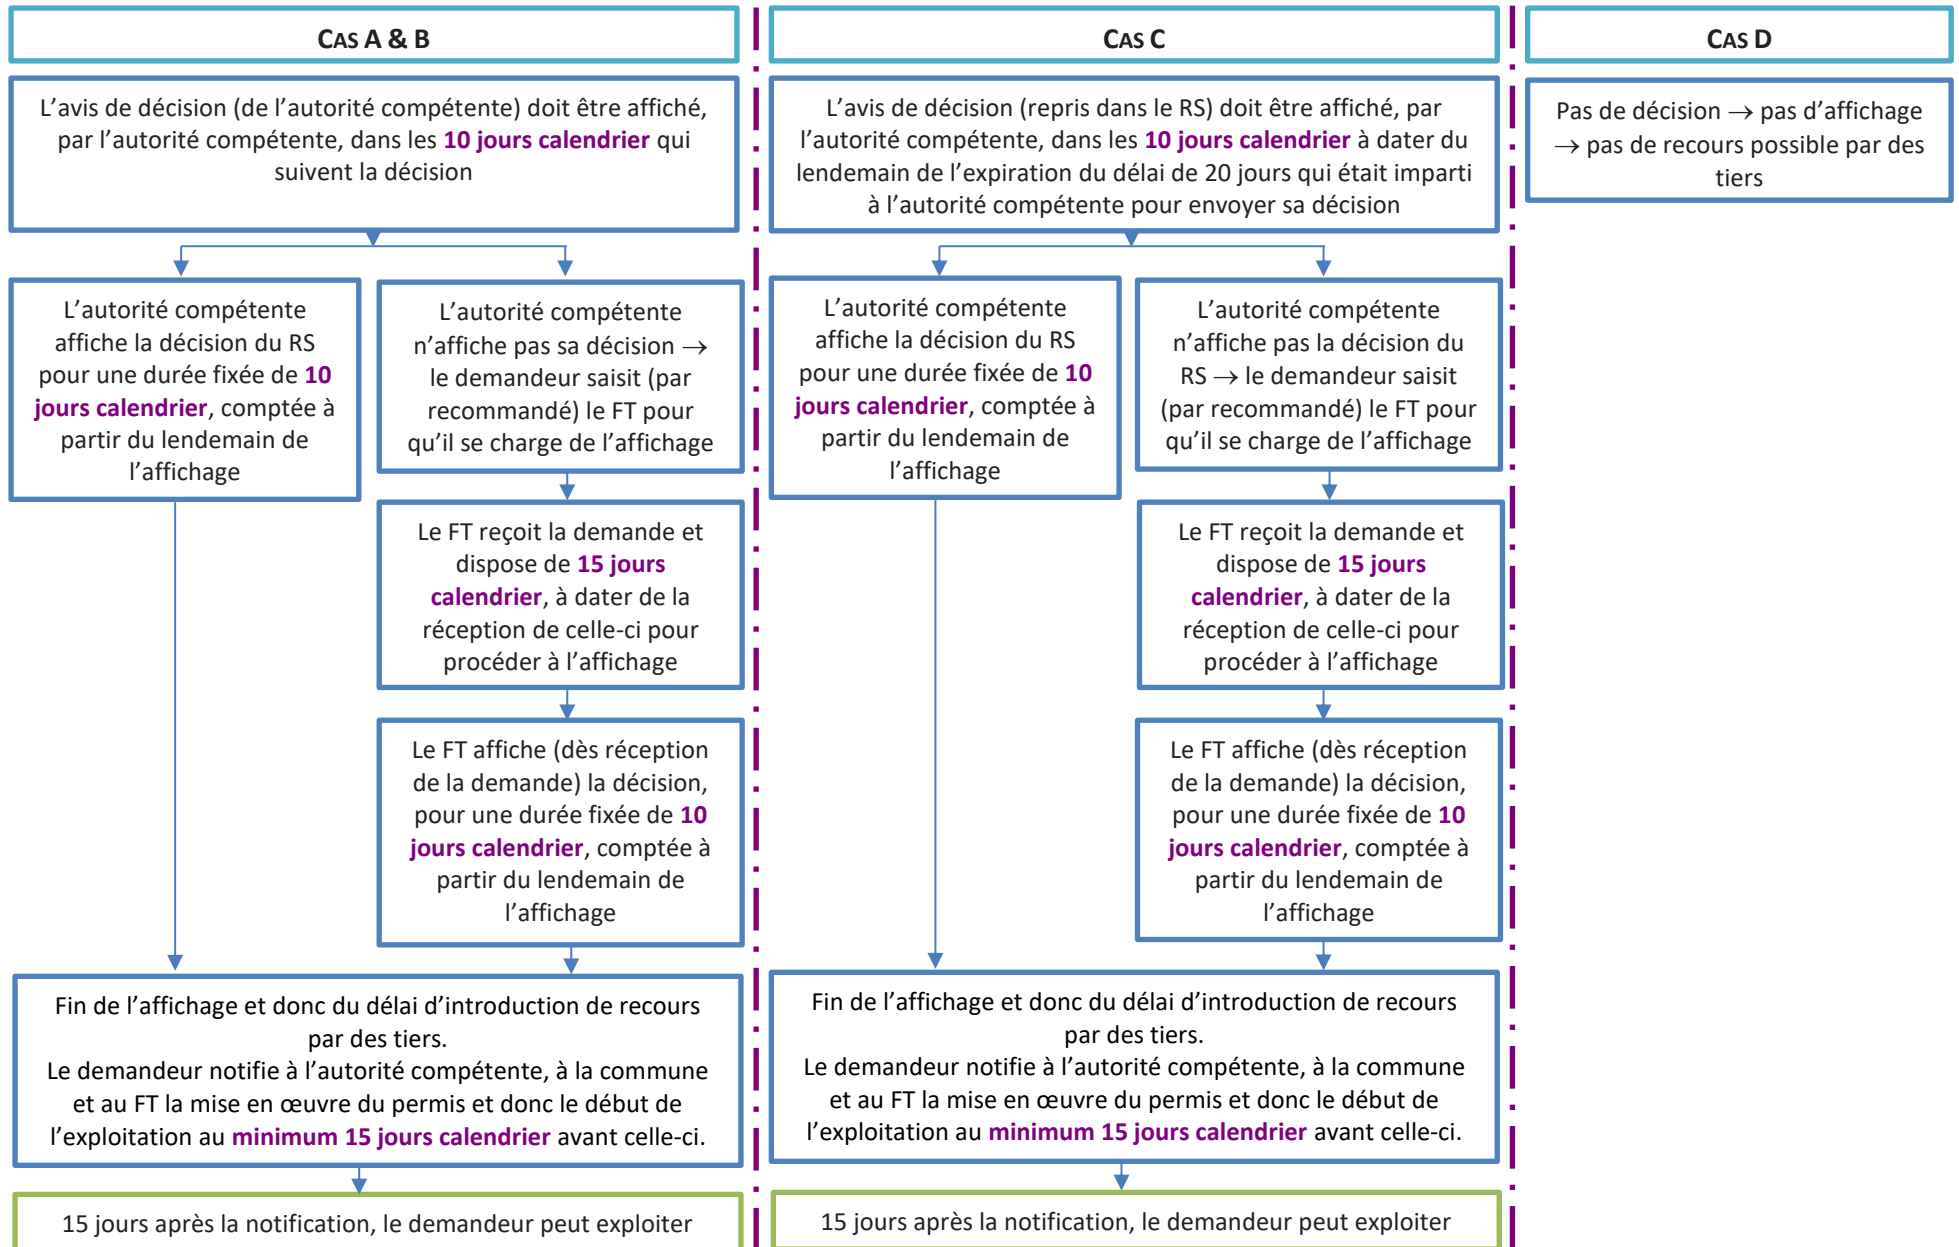 CAS A & B
L'avis de décision (de l'autorité compétente) doit être affiché,
par l'autorité compétente, dans les 10 jours calendrier qui
suivent la décision
L'autorité compétente
affiche la décision du RS
pour une durée fixée de 10
jours calendrier, comptée à
partir du lendemain de
l'affichage
L'autorité compétente
n'affiche pas sa décision →
le demandeur saisit (par
recommandé) le FT pour
qu'il se charge de l'affichage
Le FT reçoit la demande et
dispose de 15 jours
calendrier, à dater de la
réception de celle-ci pour
procéder à l'affichage
Le FT affiche (dès réception
de la demande) la décision,
pour une durée fixée de 10
jours calendrier, comptée à
partir du lendemain de
l'affichage
Fin de l'affichage et donc du délai d'introduction de recours
par des tiers.
Le demandeur notifie à l'autorité compétente, à la commune
et au FT la mise en œuvre du permis et donc le début de
l'exploitation au minimum 15 jours calendrier avant celle-ci.
15 jours après la notification, le demandeur peut exploiter
CAS C
L'avis de décision (repris dans le RS) doit être affiché, par
l'autorité compétente, dans les 10 jours calendrier à dater du
lendemain de l'expiration du délai de 20 jours qui était imparti
à l'autorité compétente pour envoyer sa décision
L'autorité compétente
affiche la décision du RS
pour une durée fixée de 10
jours calendrier, comptée à
partir du lendemain de
l'affichage
L'autorité compétente
n'affiche pas la décision du
RS → le demandeur saisit
(par recommandé) le FT pour
qu'il se charge de l'affichage
Le FT reçoit la demande et
dispose de 15 jours
calendrier, à dater de la
réception de celle-ci pour
procéder à l'affichage
Le FT affiche (dès réception
de la demande) la décision,
pour une durée fixée de 10
jours calendrier, comptée à
partir du lendemain de
l'affichage
Fin de l'affichage et donc du délai d'introduction de recours
par des tiers.
Le demandeur notifie à l'autorité compétente, à la commune
et au FT la mise en œuvre du permis et donc le début de
l'exploitation au minimum 15 jours calendrier avant celle-ci.
15 jours après la notification, le demandeur peut exploiter
CAS D
Pas de décision → pas d'affichage
→ pas de recours possible par des
tiers